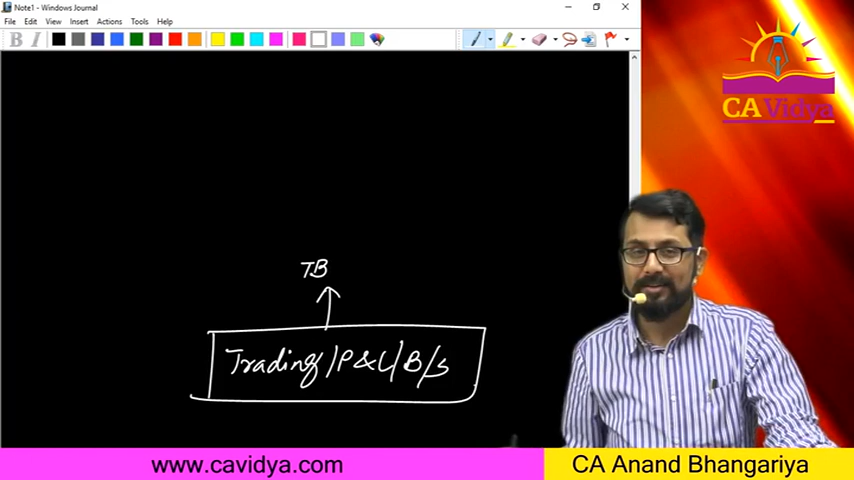 Note1 - Windows Journal
File Edit View Insert Actions Tools Help
B I
CA Vidya
TB
Trading/P&L/B/S
www.cavidya.com
CA Anand Bhangariya